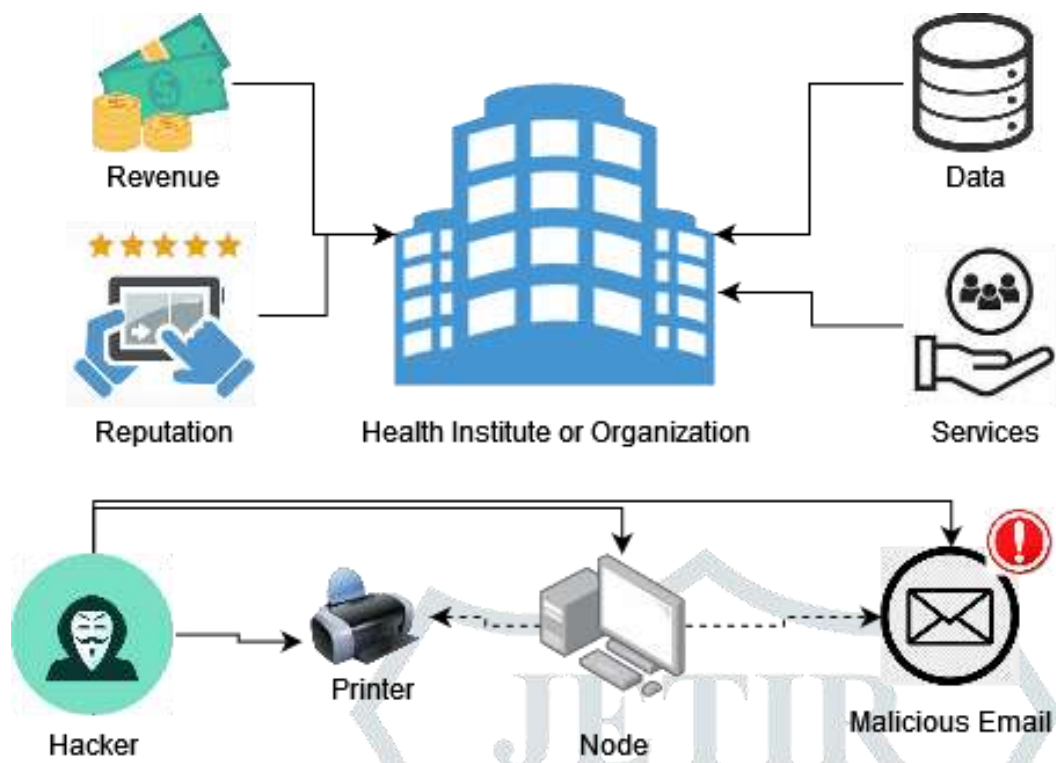 Revenue
Data
Reputation
Health Institute or Organization
Services
Printer
Hacker
Node
Malicious Email
JETIR